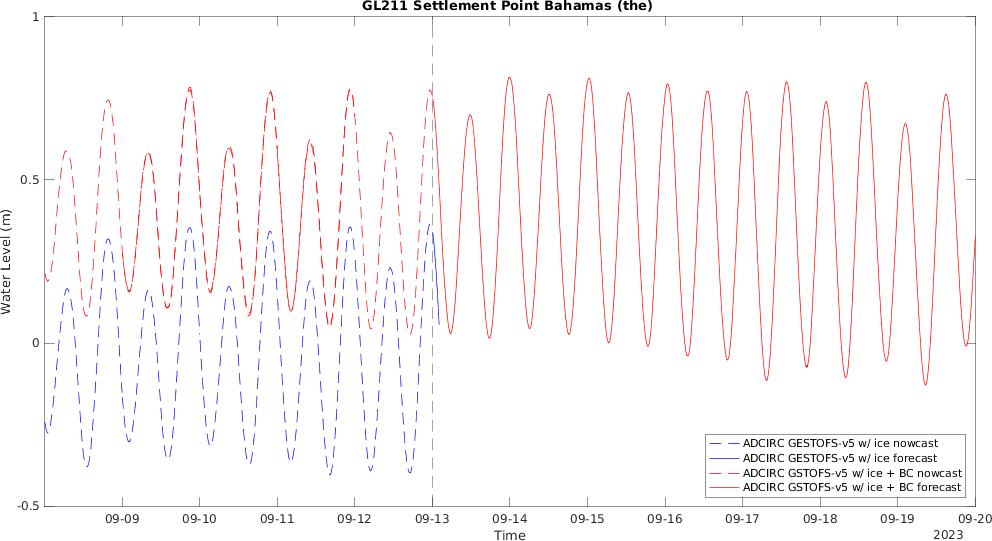 GL211 Settlement Point Bahamas (the)
Water Level (m)
1
0.5
0
-0.5
ADCIRC GESTOFS-v5 w/ ice nowcast
ADCIRC GESTOFS-v5 w/ ice forecast
ADCIRC GSTOFS-v5 w/ ice + BC nowcast
ADCIRC GSTOFS-v5 w/ ice + BC forecast
09-09 09-10 09-11 09-12 09-13 09-14 09-15 09-16 09-17 09-18 09-19 09-20
Time
2023